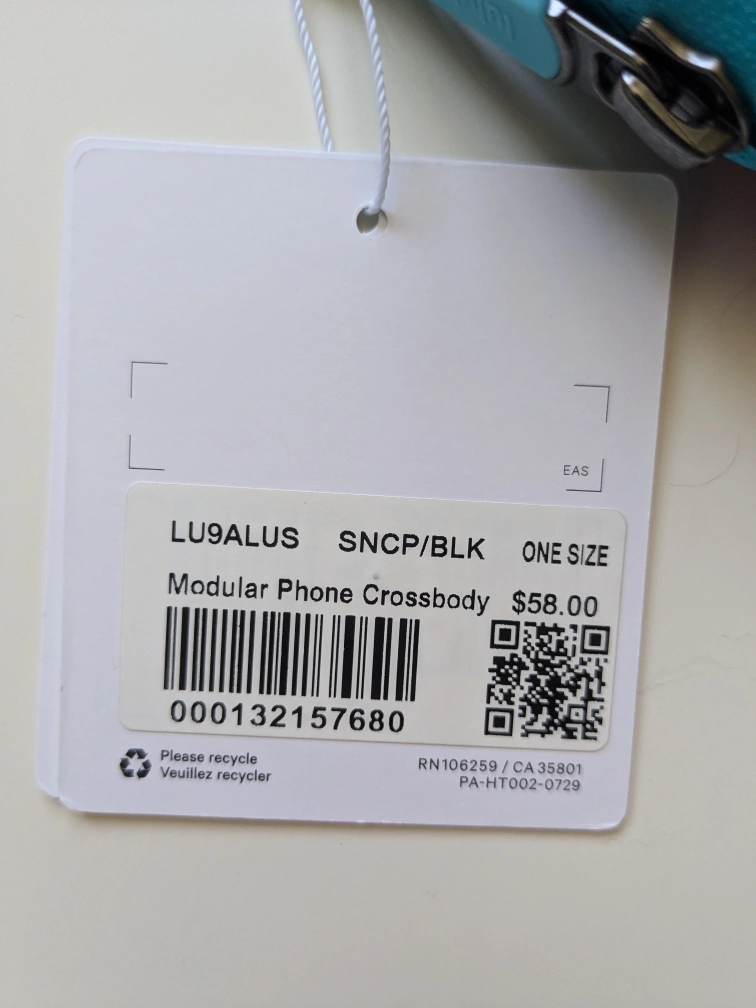 EAS
LU9ALUS SNCP/BLK ONE SIZE
Modular Phone Crossbody $58.00
000132157680
Please recycle
Veuillez recycler
RN106259 / CA 35801
PA-HT002-0729